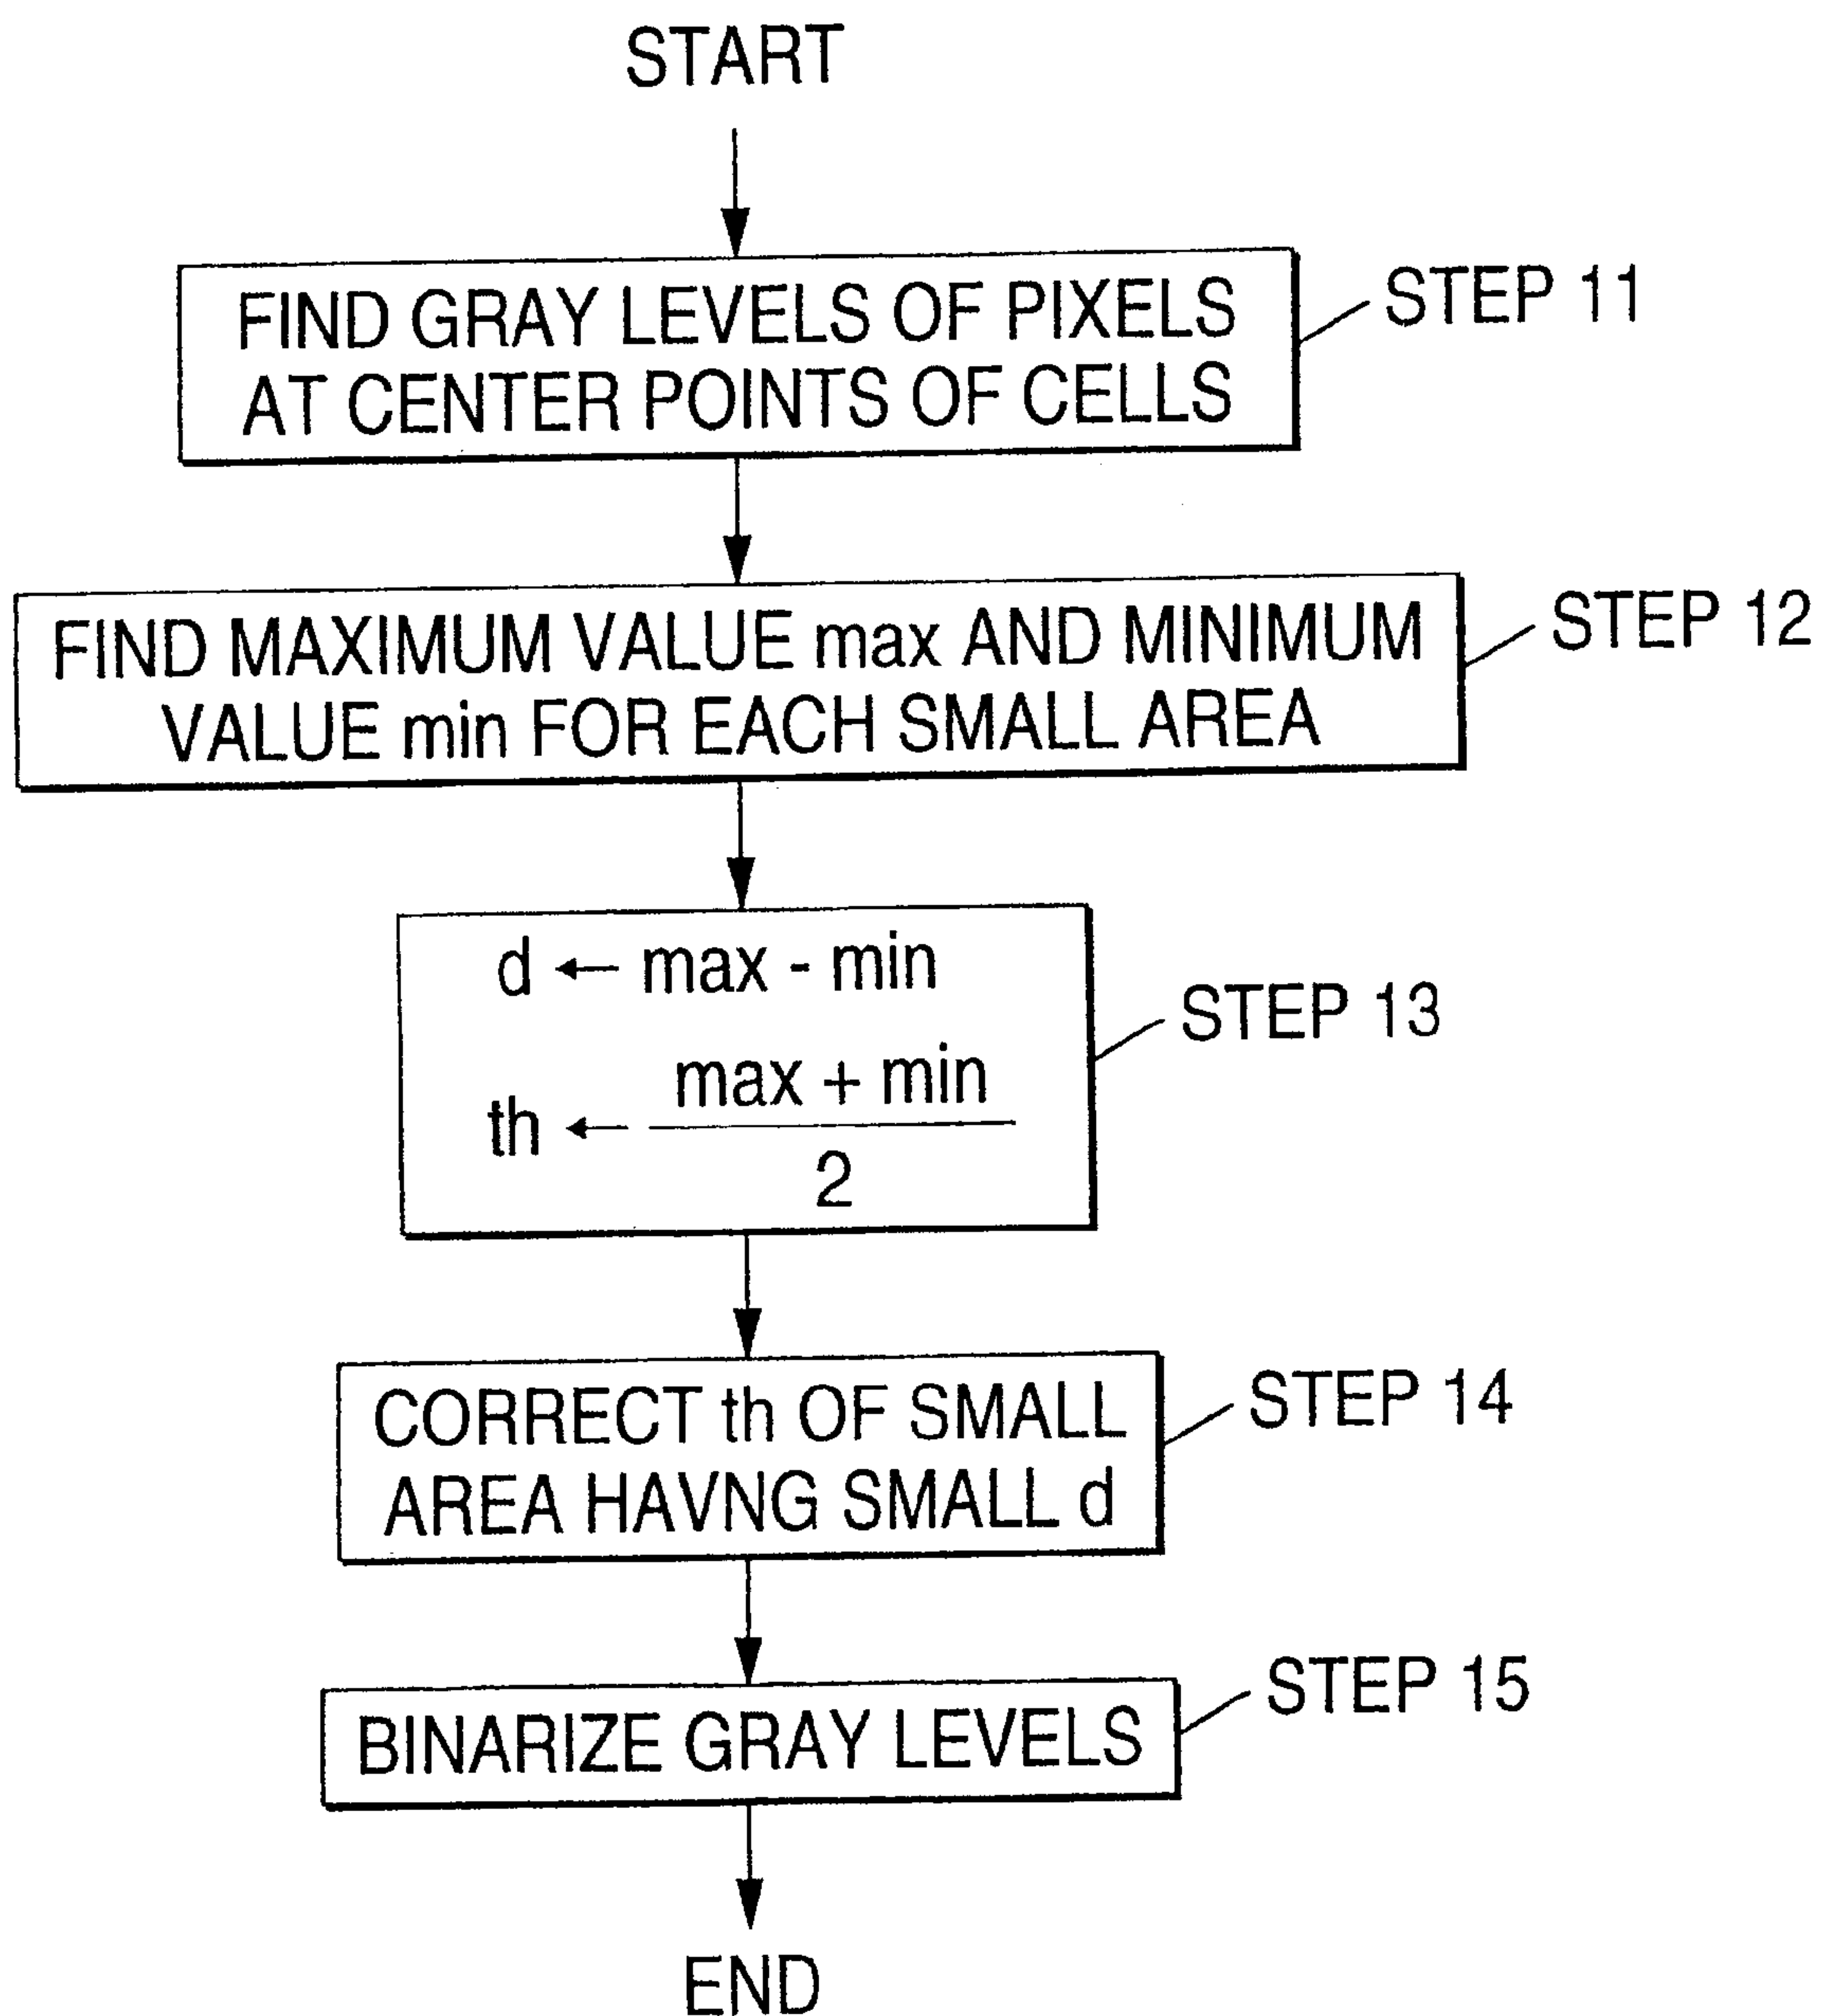 START
FIND GRAY LEVELS OF PIXELS
AT CENTER POINTS OF CELLS
STEP 11
FIND MAXIMUM VALUE max AND MINIMUM
VALUE min FOR EACH SMALL AREA
STEP 12
d ← max - min
th ← max + min
2
STEP 13
CORRECT th OF SMALL
AREA HAVNG SMALL d
STEP 14
BINARIZE GRAY LEVELS
STEP 15
END